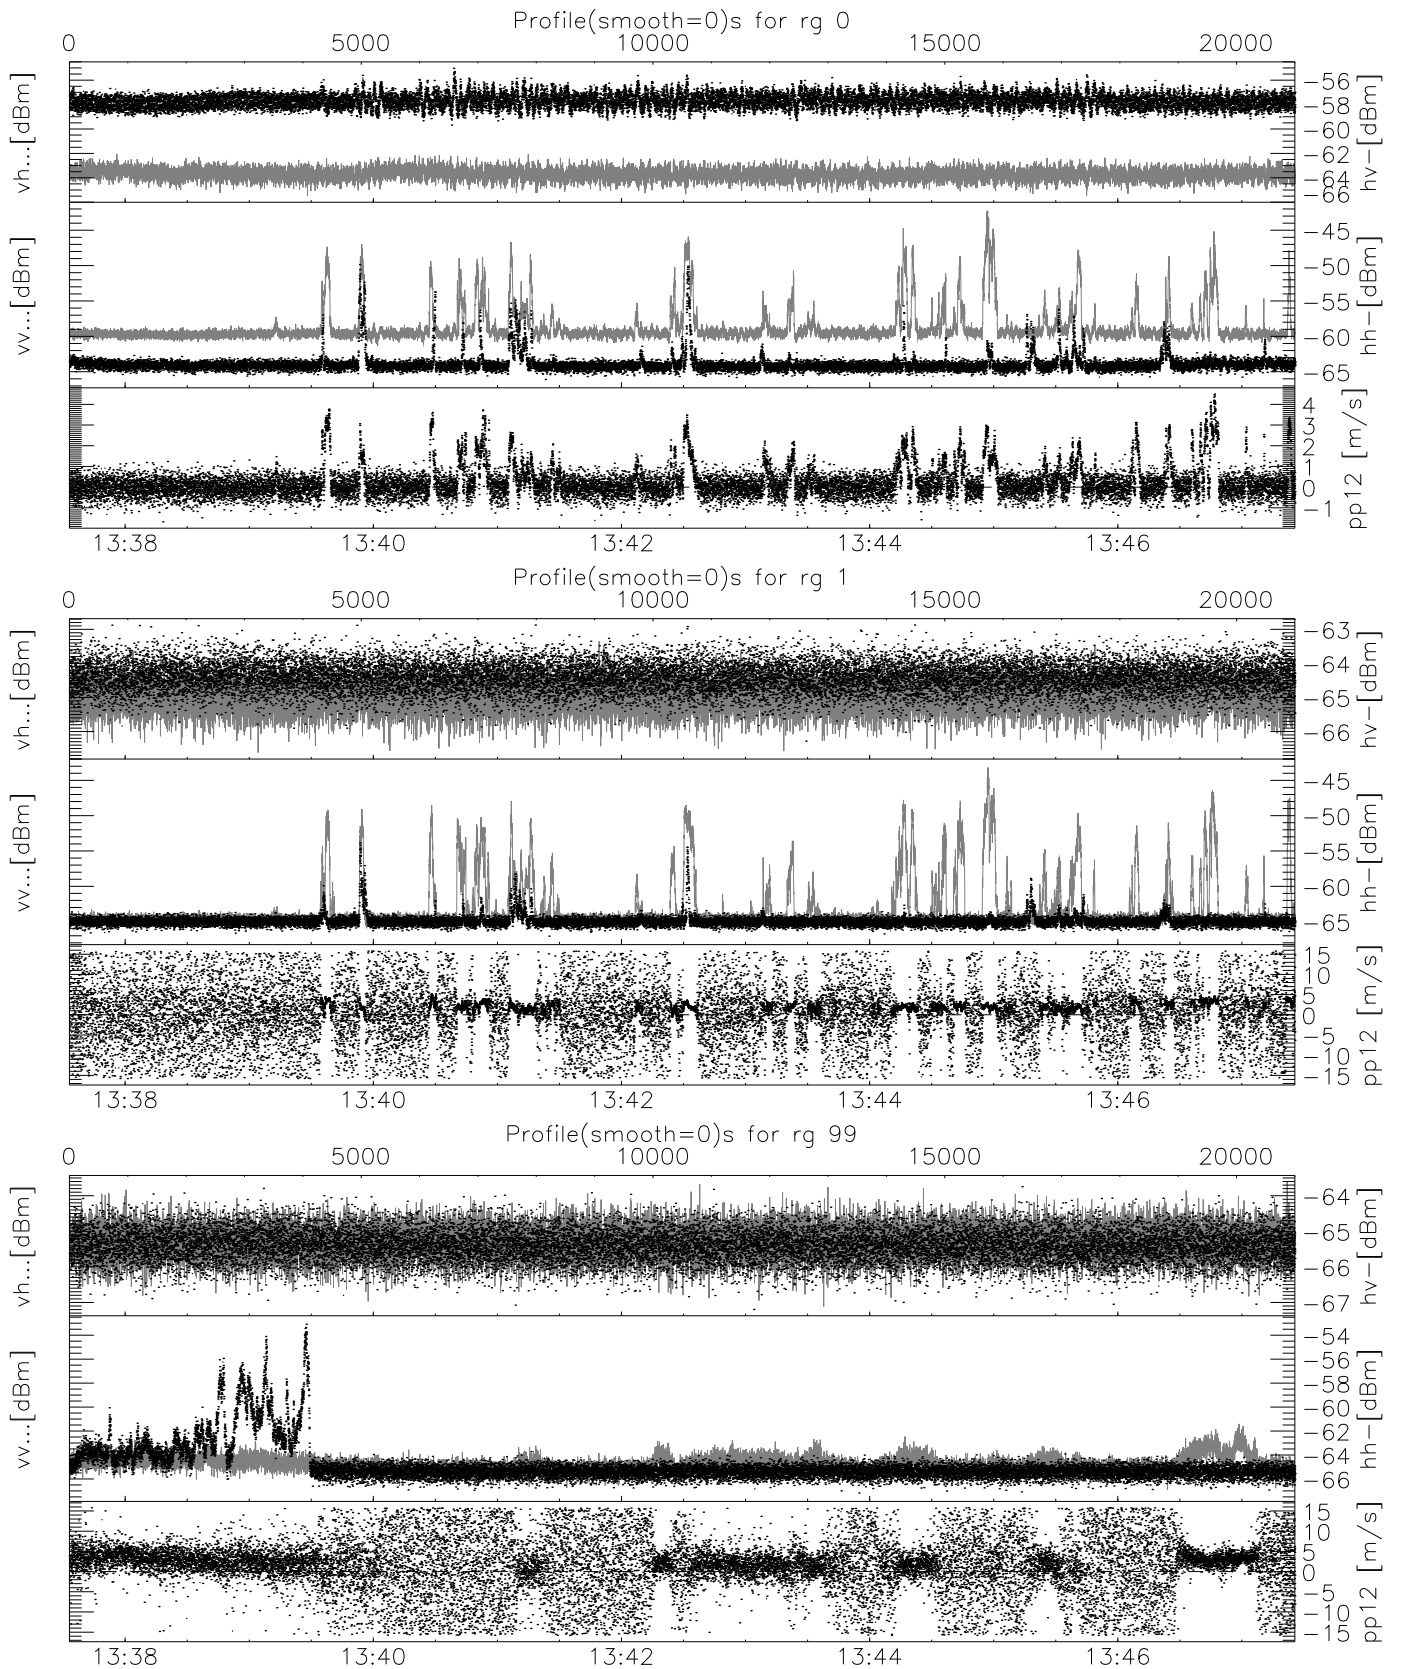 Profile(smooth=0)s for rg 0
0 5000 10000 15000 20000
vh...[dBm]
-56
-58
-60
-62
-64
-66
hv-[dBm]
vv...[dBm]
-45
-50
-55
-60
-65
hh-[dBm]
4
3
2
1
0
-1
pp12 [m/s]
13:38 13:40 13:42 13:44 13:46
Profile(smooth=0)s for rg 1
0 5000 10000 15000 20000
vh...[dBm]
-63
-64
-65
-66
hv-[dBm]
vv...[dBm]
-45
-50
-55
-60
-65
hh-[dBm]
15
10
5
0
-5
-10
-15
pp12 [m/s]
13:38 13:40 13:42 13:44 13:46
Profile(smooth=0)s for rg 99
0 5000 10000 15000 20000
vh...[dBm]
-64
-65
-66
-67
hv-[dBm]
vv...[dBm]
-54
-56
-58
-60
-62
-64
-66
hh-[dBm]
15
10
5
0
-5
-10
-15
pp12 [m/s]
13:38 13:40 13:42 13:44 13:46